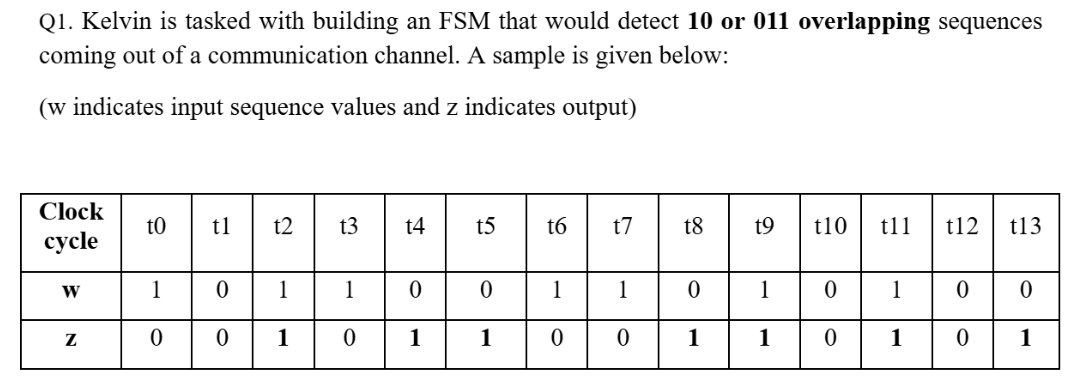 Q1. Kelvin is tasked with building an FSM that would detect 10 or 011 overlapping sequences
coming out of a communication channel. A sample is given below:
(w indicates input sequence values and z indicates output)
Clock cycle t0 t1 t2 t3 t4 t5 t6 t7 t8 t9 t10 t11 t12 t13
w 1 0 1 1 0 0 1 1 0 1 0 1 0 0
z 0 0 1 0 1 1 0 0 1 1 0 1 0 1